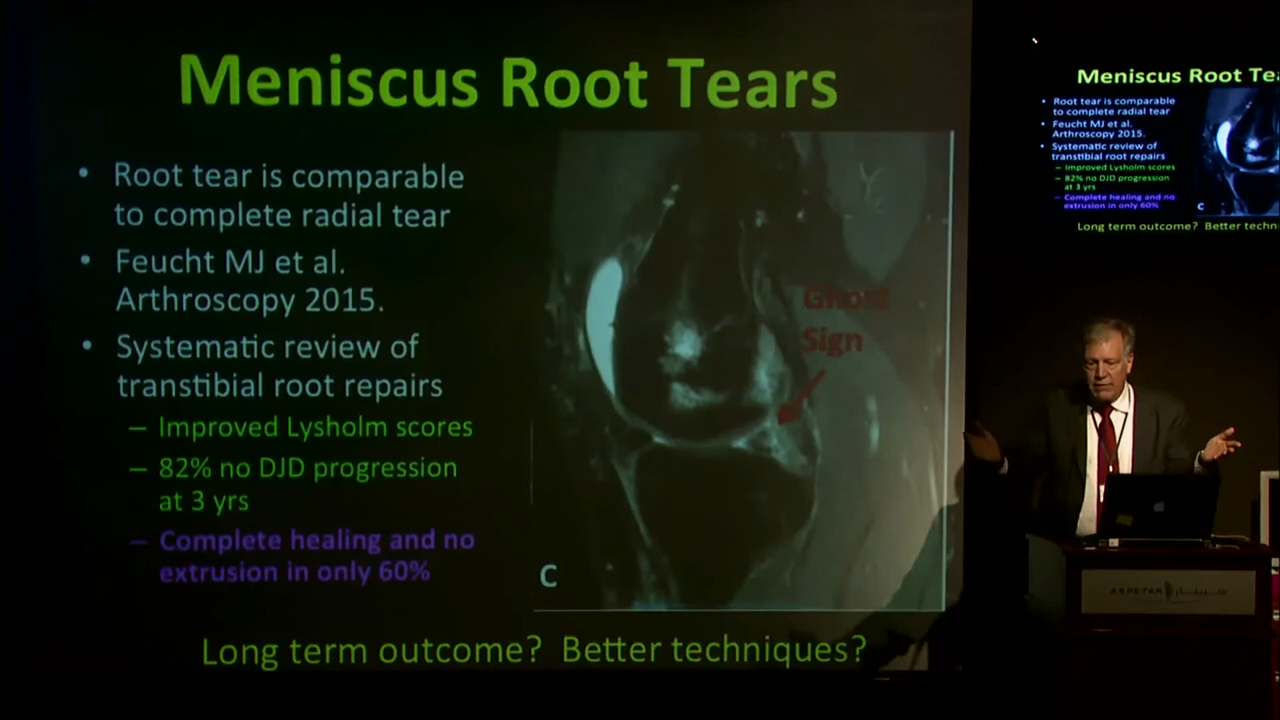 Meniscus Root Tears
• Root tear is comparable
to complete radial tear
• Feucht MJ et al.
Arthroscopy 2015.
• Systematic review of
transtibial root repairs
– Improved Lysholm scores
– 82% no DJD progression
at 3 yrs
– Complete healing and no
extrusion in only 60%
Ghost
Sign
C
Long term outcome? Better techniques?
Meniscus Root Te
• Root tear is comparable
to complete radial tear
• Feucht MJ et al.
Arthroscopy 2015.
• Systematic review of
transtibial root repairs
– Improved Lysholm scores
– 82% no DJD progression
at 3 yrs
– Complete healing and no
extrusion in only 60%
C
Long term outcome? Better techn
ASPETAR سبيتار